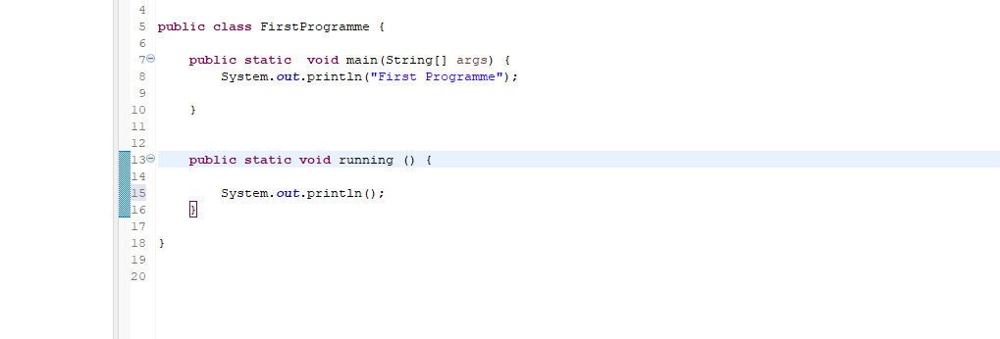 4
5 public class FirstProgramme {
6
7 public static  void main(String[] args) {
8 System.out.println("First Programme");
9
10 }
11
12
13 public static void running () {
14
15 System.out.println();
16 }
17
18 }
19
20